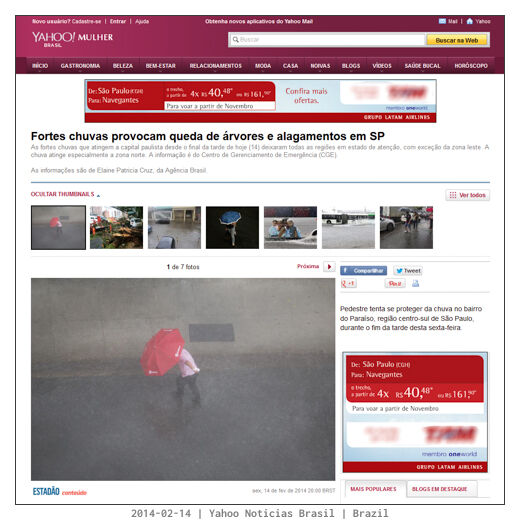 Novo usuário? Cadastre-se | Entrar | Ajuda
Obtenha novos aplicativos do Yahoo Mail
Mail | Yahoo
YAHOO! MULHER
BRASIL
Buscar
Buscar na Web
INÍCIO GASTRONOMIA BELEZA BEM-ESTAR RELACIONAMENTOS MODA CASA NOIVAS BLOGS VÍDEOS SAÚDE BUCAL HORÓSCOPO
De: São Paulo (CGH)
Para: Navegantes
o trecho,
a partir de 4x R$ 40,48* ou R$ 161,90*
Para voar a partir de Novembro
Confira mais
ofertas.
membro oneworld
GRUPO LATAM AIRLINES
Fortes chuvas provocam queda de árvores e alagamentos em SP
As fortes chuvas que atingem a capital paulista desde o final da tarde de hoje (14) deixaram todas as regiões em estado de atenção, com exceção da zona leste. A
chuva atinge especialmente a zona norte. A informação é do Centro de Gerenciamento de Emergência (CGE).
As informações são de Elaine Patricia Cruz, da Agência Brasil.
OCULTAR THUMBNAILS
Ver todos
1 de 7 fotos
Próxima
Compartilhar
Tweet
+1
Pin it
Pedestre tenta se proteger da chuva no bairro
do Paraíso, região centro-sul de São Paulo,
durante o fim da tarde desta sexta-feira
De: São Paulo (CGH)
Para: Navegantes
o trecho,
a partir de 4x R$ 40,48* ou R$ 161,90*
Para voar a partir de Novembro
membro oneworld
GRUPO LATAM AIRLINES
ESTADÃO conteúdo
sex, 14 de fev de 2014 20:00 BRST
MAIS POPULARES
BLOGS EM DESTAQUE
2014-02-14 | Yahoo Notícias Brasil | Brazil